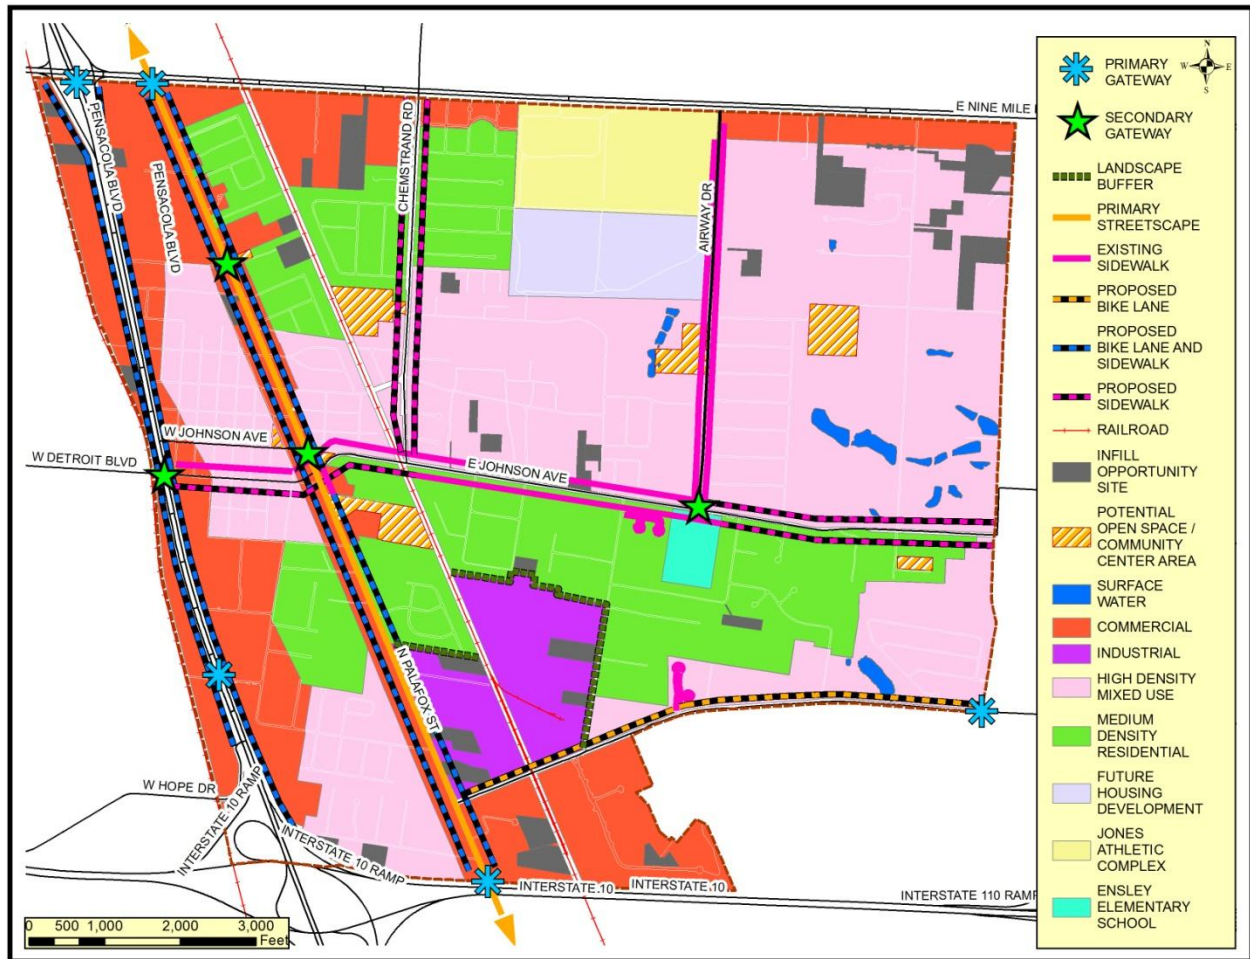 E NINE MILE
PENSACOLA BLVD
PENSACOLA BLVD
CHEMSTRAND RD
AIRWAY DR
W JOHNSON AVE
W DETROIT BLVD
E JOHNSON AVE
N PALAFOX ST
W HOPE DR
INTERSTATE 10 RAMP
INTERSTATE 10 RAMP
INTERSTATE 10
INTERSTATE 10
INTERSTATE 110 RAMP
0 500 1,000 2,000 3,000
Feet
N
W E
S
PRIMARY
GATEWAY
SECONDARY
GATEWAY
LANDSCAPE
BUFFER
PRIMARY
STREETSCAPE
EXISTING
SIDEWALK
PROPOSED
BIKE LANE
PROPOSED
BIKE LANE AND
SIDEWALK
PROPOSED
SIDEWALK
RAILROAD
INFILL
OPPORTUNITY
SITE
POTENTIAL
OPEN SPACE /
COMMUNITY
CENTER AREA
SURFACE
WATER
COMMERCIAL
INDUSTRIAL
HIGH DENSITY
MIXED USE
MEDIUM
DENSITY
RESIDENTIAL
FUTURE
HOUSING
DEVELOPMENT
JONES
ATHLETIC
COMPLEX
ENSLEY
ELEMENTARY
SCHOOL